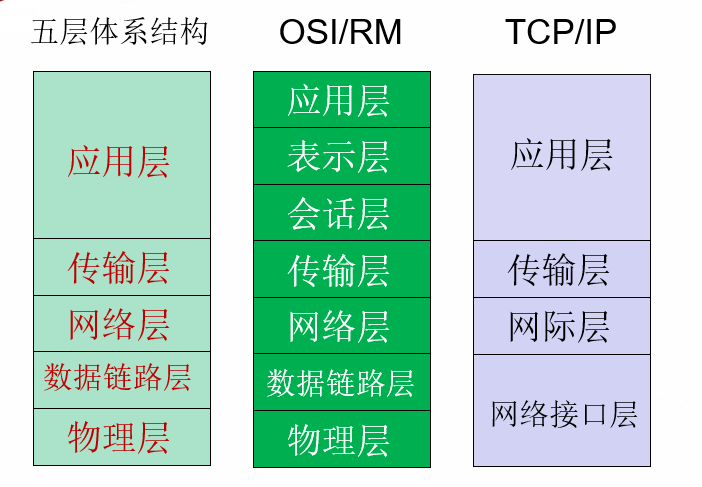 五层体系结构
应用层
传输层
网络层
数据链路层
物理层
OSI/RM
应用层
表示层
会话层
传输层
网络层
数据链路层
物理层
TCP/IP
应用层
传输层
网际层
网络接口层